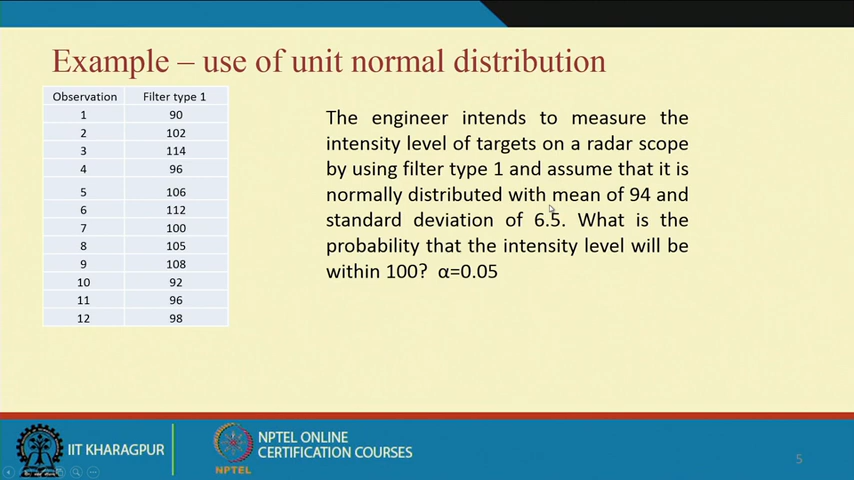 Example – use of unit normal distribution
Observation Filter type 1
1 90
2 102
3 114
4 96
5 106
6 112
7 100
8 105
9 108
10 92
11 96
12 98
The engineer intends to measure the
intensity level of targets on a radar scope
by using filter type 1 and assume that it is
normally distributed with mean of 94 and
standard deviation of 6.5. What is the
probability that the intensity level will be
within 100? α=0.05
IIT KHARAGPUR
NPTEL
NPTEL ONLINE
CERTIFICATION COURSES
5